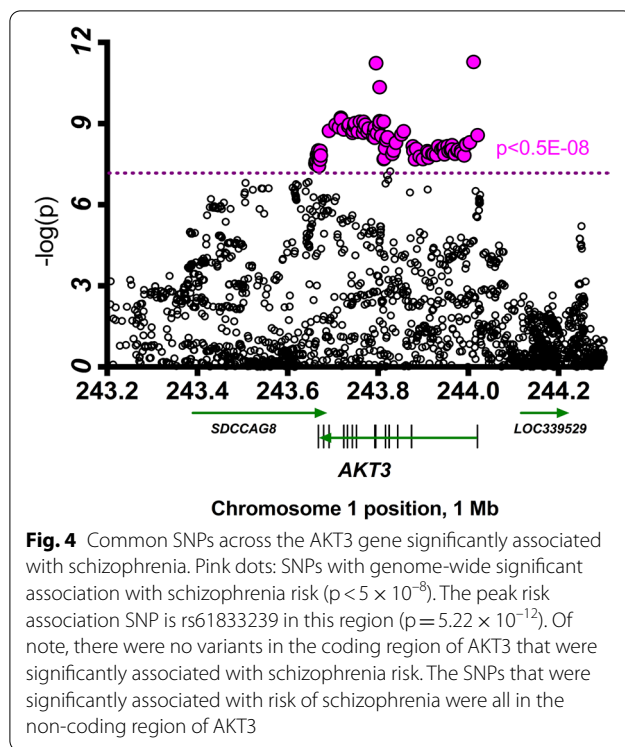 12
9
6
3
0
-log(p)
p<0.5E-08
243.2 243.4 243.6 243.8 244.0 244.2
SDCCAG8 LOC339529
AKT3
Chromosome 1 position, 1 Mb
Fig. 4 Common SNPs across the AKT3 gene significantly associated
with schizophrenia. Pink dots: SNPs with genome-wide significant
association with schizophrenia risk (p < 5 × 10⁻⁸). The peak risk
association SNP is rs61833239 in this region (p = 5.22 × 10⁻¹²). Of
note, there were no variants in the coding region of AKT3 that were
significantly associated with schizophrenia risk. The SNPs that were
significantly associated with risk of schizophrenia were all in the
non-coding region of AKT3